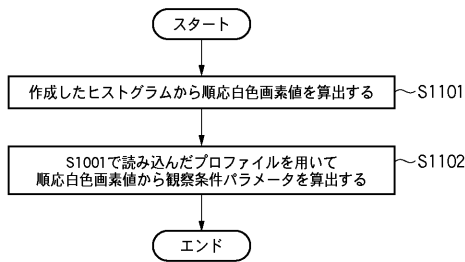 スタート
作成したヒストグラムから順応白色画素値を算出する
S1101
S1001で読み込んだプロファイルを用いて
順応白色画素値から観察条件パラメータを算出する
S1102
エンド